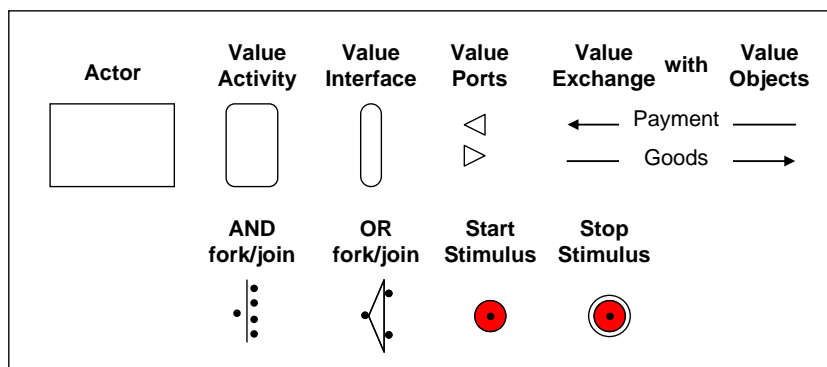 Actor
Value
Activity
Value
Interface
Value
Ports
Value
Exchange
with
Value
Objects
Payment
Goods
AND
fork/join
OR
fork/join
Start
Stimulus
Stop
Stimulus